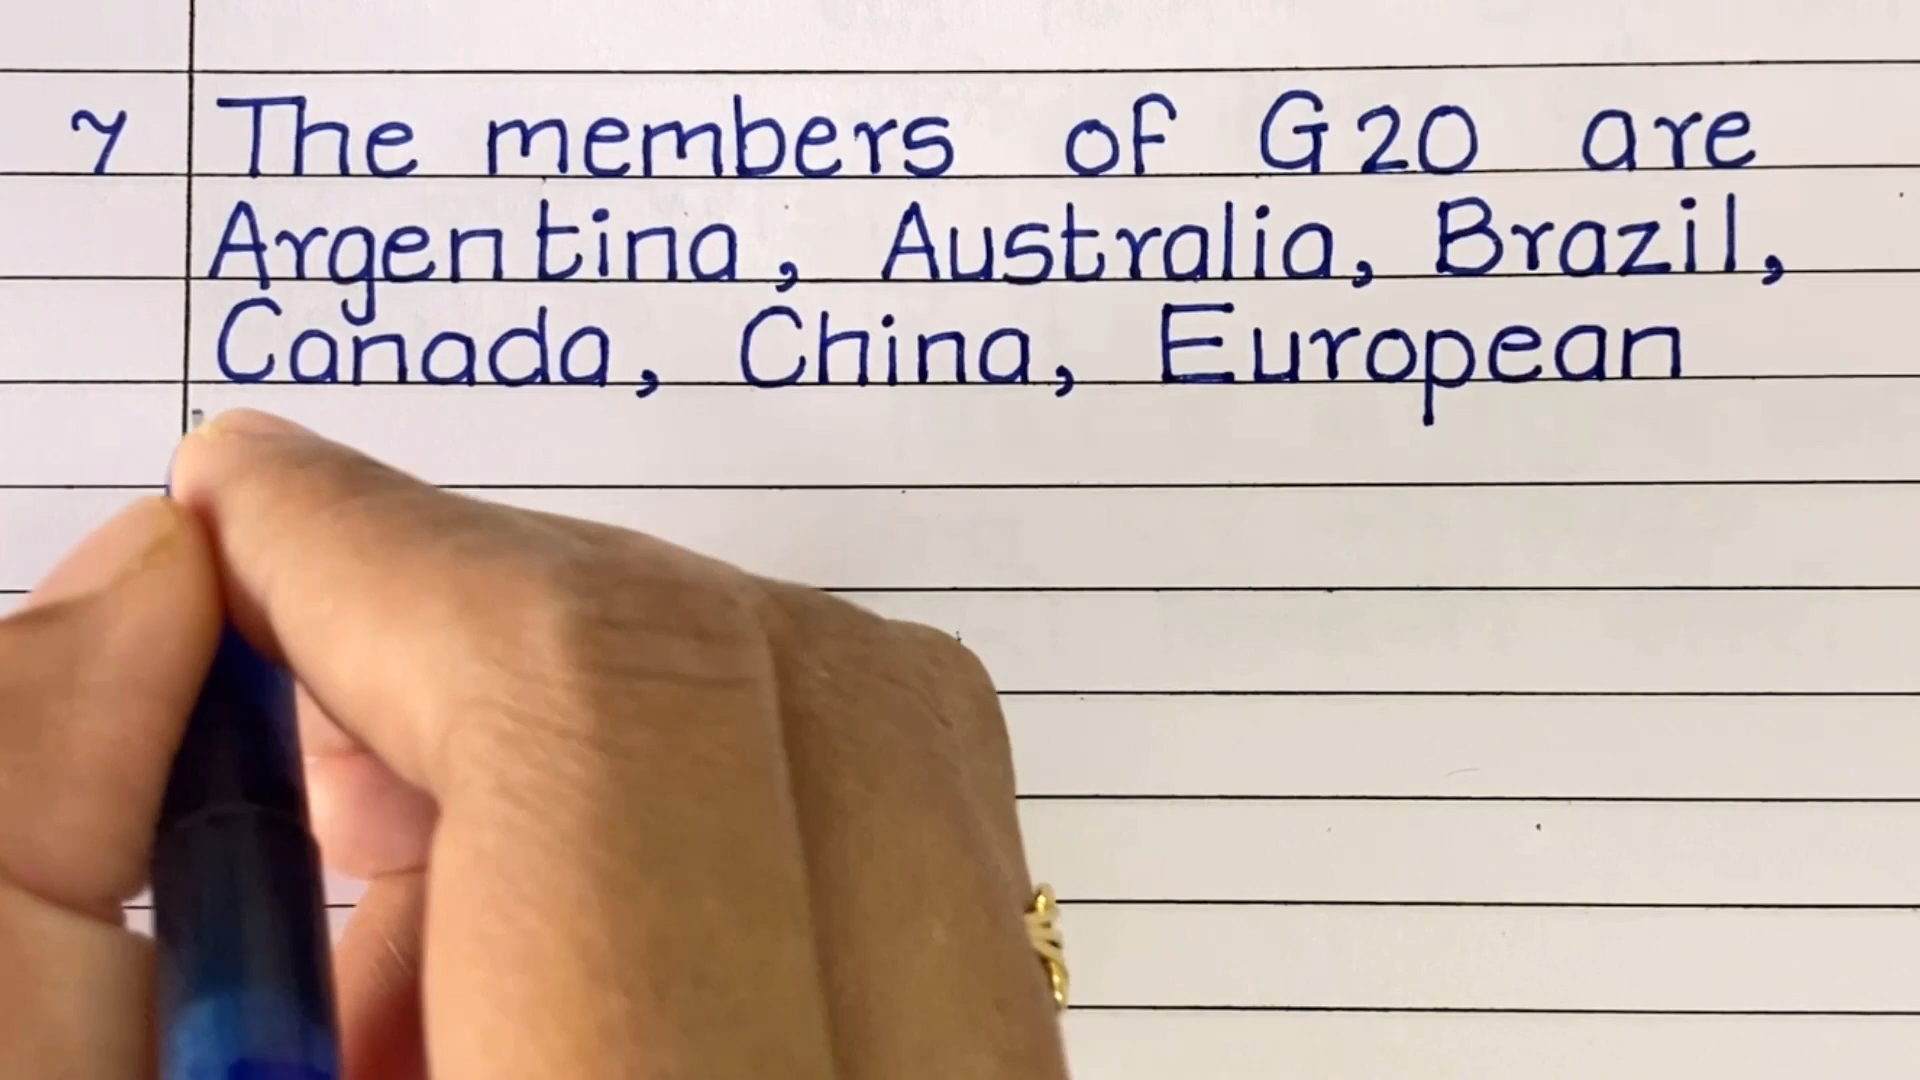 7 The members of G20 are
Argentina, Australia, Brazil,
Canada, China, European